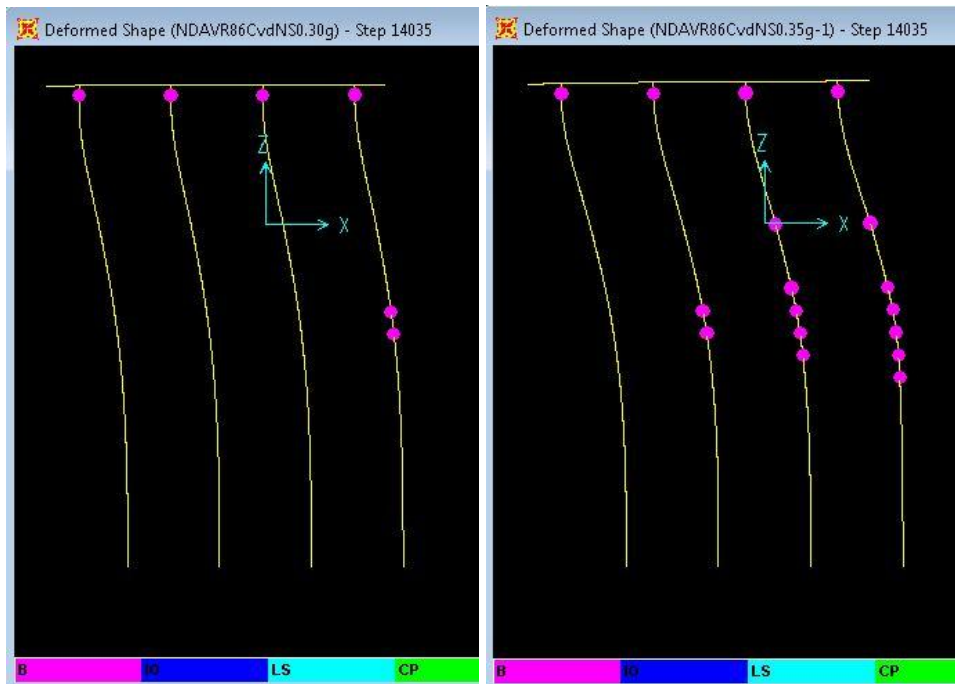 Deformed Shape (NDAVR86CvdNS0.30g) - Step 14035
Z
X
B IO LS CP
Deformed Shape (NDAVR86CvdNS0.35g-1) - Step 14035
Z
X
B IO LS CP